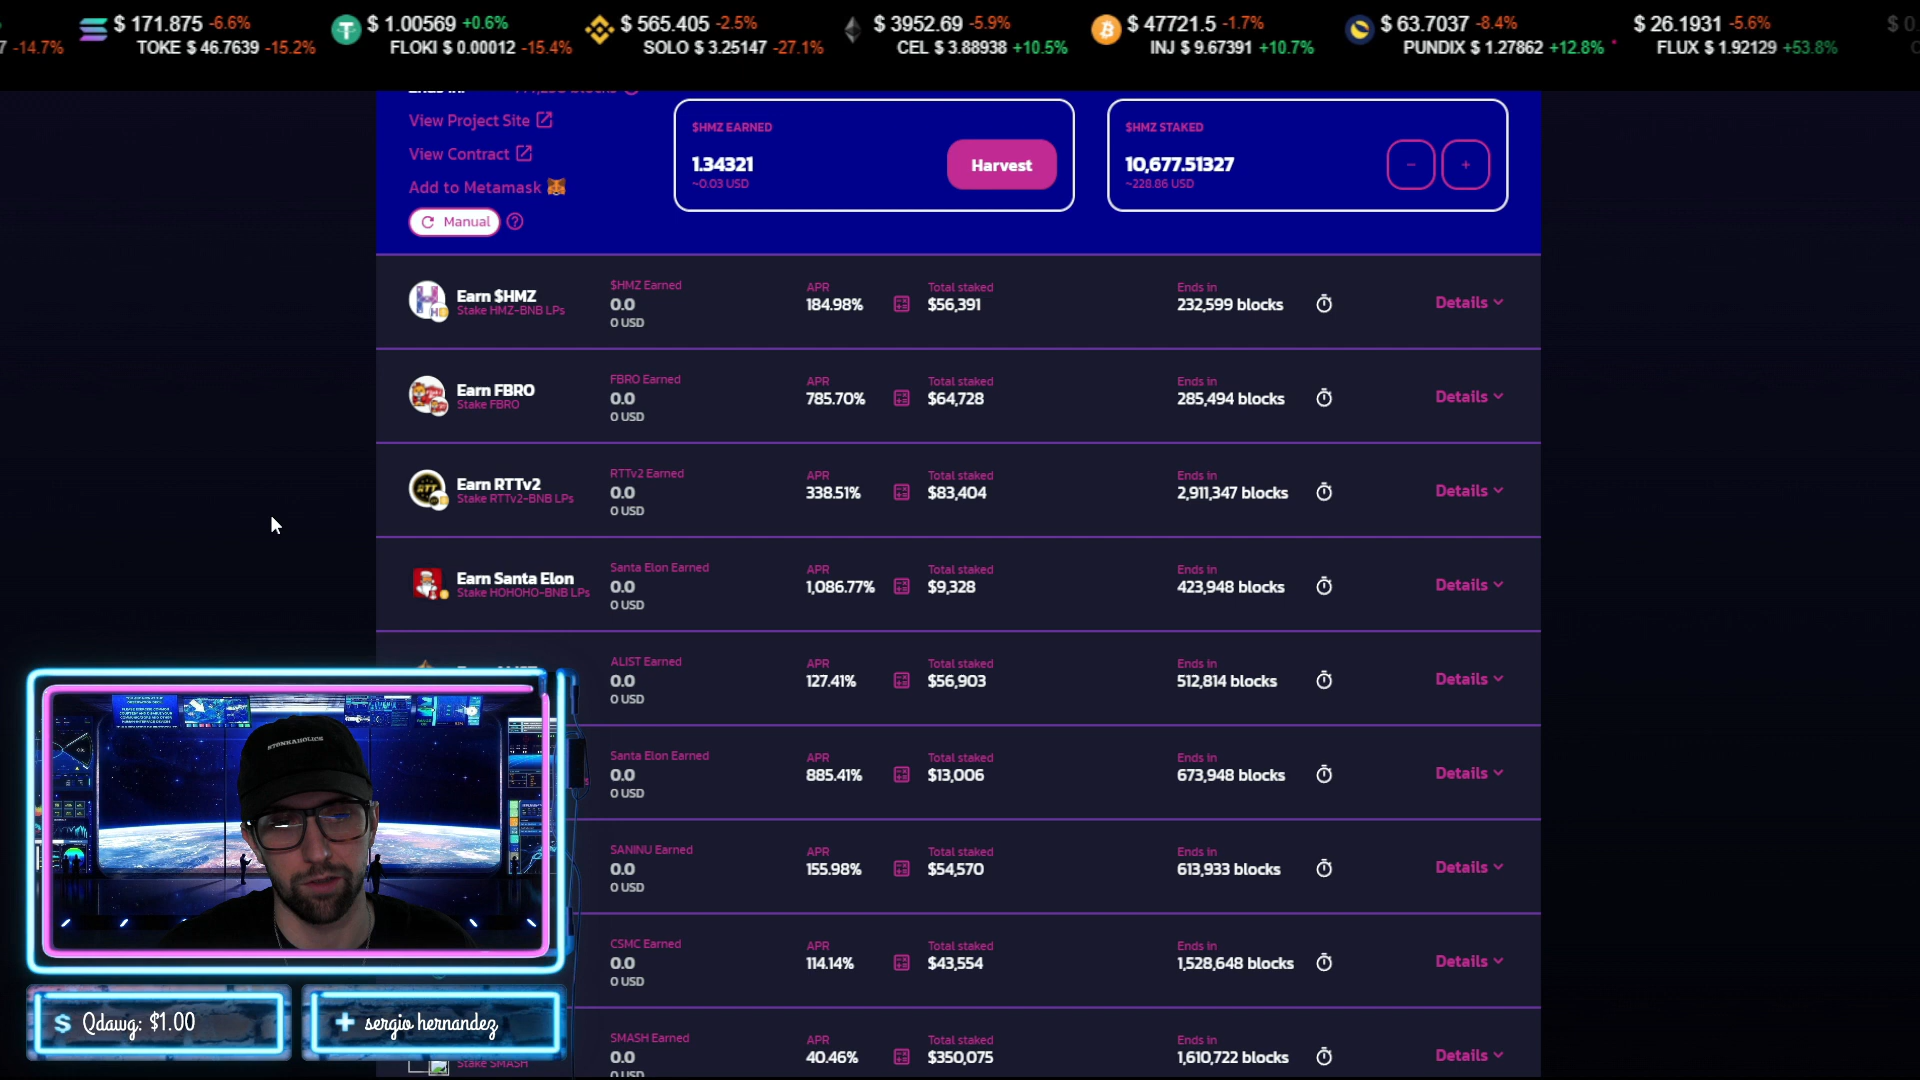 $ 171.875 -6.6% $ 1.00569 +0.6% $ 565.405 -2.5% $ 3952.69 -5.9% $ 47721.5 -1.7% $ 63.7037 -8.4% $ 26.1931 -5.6%
-14.7% TOKE $ 46.7639 -15.2% FLOKI $ 0.00012 -15.4% SOLO $ 3.25147 -27.1% CEL $ 3.88938 +10.5% INJ $ 9.67391 +10.7% PUNDIX $ 1.27862 +12.8% FLUX $ 1.92129 +53.8%
View Project Site
View Contract
Add to Metamask
Manual
$HMZ EARNED
1.34321
~0.03 USD
Harvest
$HMZ STAKED
10,677.51327
~228.86 USD
Earn $HMZ
Stake HMZ-BNB LPs
$HMZ Earned
0.0
0 USD
APR
184.98%
Total staked
$56,391
Ends in
232,599 blocks
Details
Earn FBRO
Stake FBRO
FBRO Earned
0.0
0 USD
APR
785.70%
Total staked
$64,728
Ends in
285,494 blocks
Details
Earn RTTv2
Stake RTTv2-BNB LPs
RTTv2 Earned
0.0
0 USD
APR
338.51%
Total staked
$83,404
Ends in
2,911,347 blocks
Details
Earn Santa Elon
Stake HOHOHO-BNB LPs
Santa Elon Earned
0.0
0 USD
APR
1,086.77%
Total staked
$9,328
Ends in
423,948 blocks
Details
ALIST Earned
0.0
0 USD
APR
127.41%
Total staked
$56,903
Ends in
512,814 blocks
Details
Santa Elon Earned
0.0
0 USD
APR
885.41%
Total staked
$13,006
Ends in
673,948 blocks
Details
SANINU Earned
0.0
0 USD
APR
155.98%
Total staked
$54,570
Ends in
613,933 blocks
Details
CSMC Earned
0.0
0 USD
APR
114.14%
Total staked
$43,554
Ends in
1,528,648 blocks
Details
Stake SMASH
SMASH Earned
0.0
0 USD
APR
40.46%
Total staked
$350,075
Ends in
1,610,722 blocks
Details
STONKAHOLICS
$ Qdawg: $1.00
+ sergio hernandez